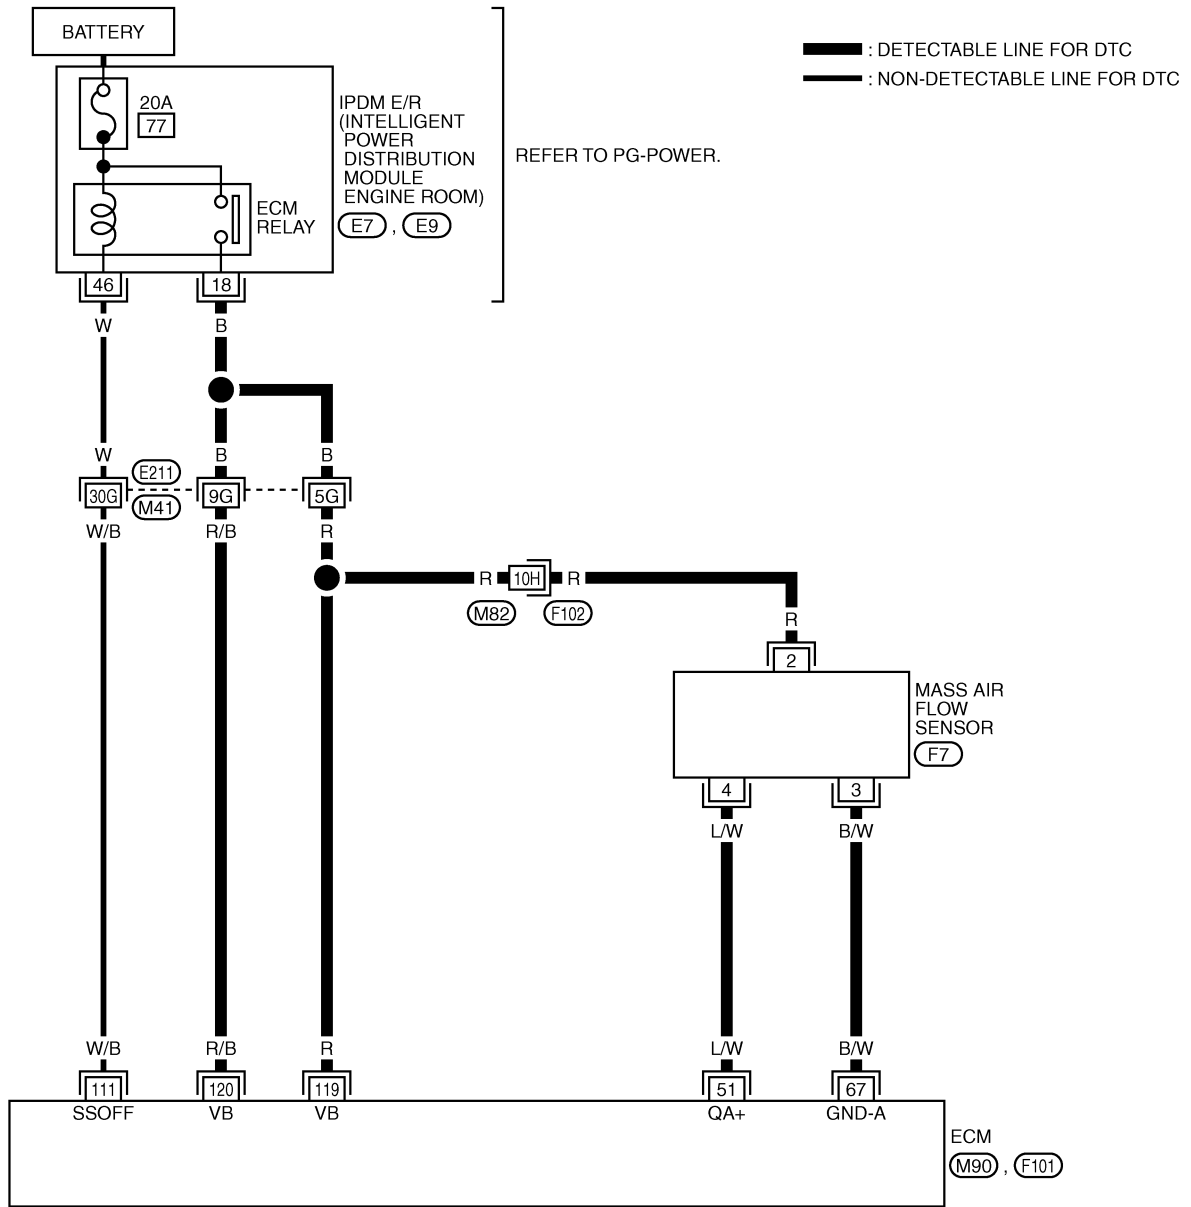 BATTERY
: DETECTABLE LINE FOR DTC
: NON-DETECTABLE LINE FOR DTC
20A
77
IPDM E/R
(INTELLIGENT
POWER
DISTRIBUTION
MODULE
ENGINE ROOM)
E7 , E9
REFER TO PG-POWER.
ECM
RELAY
46
18
W
B
W
B
B
E211
30G
9G
5G
M41
W/B
R/B
R
R
10H
R
M82
F102
R
2
MASS AIR
FLOW
SENSOR
F7
4
3
L/W
B/W
W/B
R/B
R
L/W
B/W
111
120
119
51
67
SSOFF
VB
VB
QA+
GND-A
ECM
M90 , F101